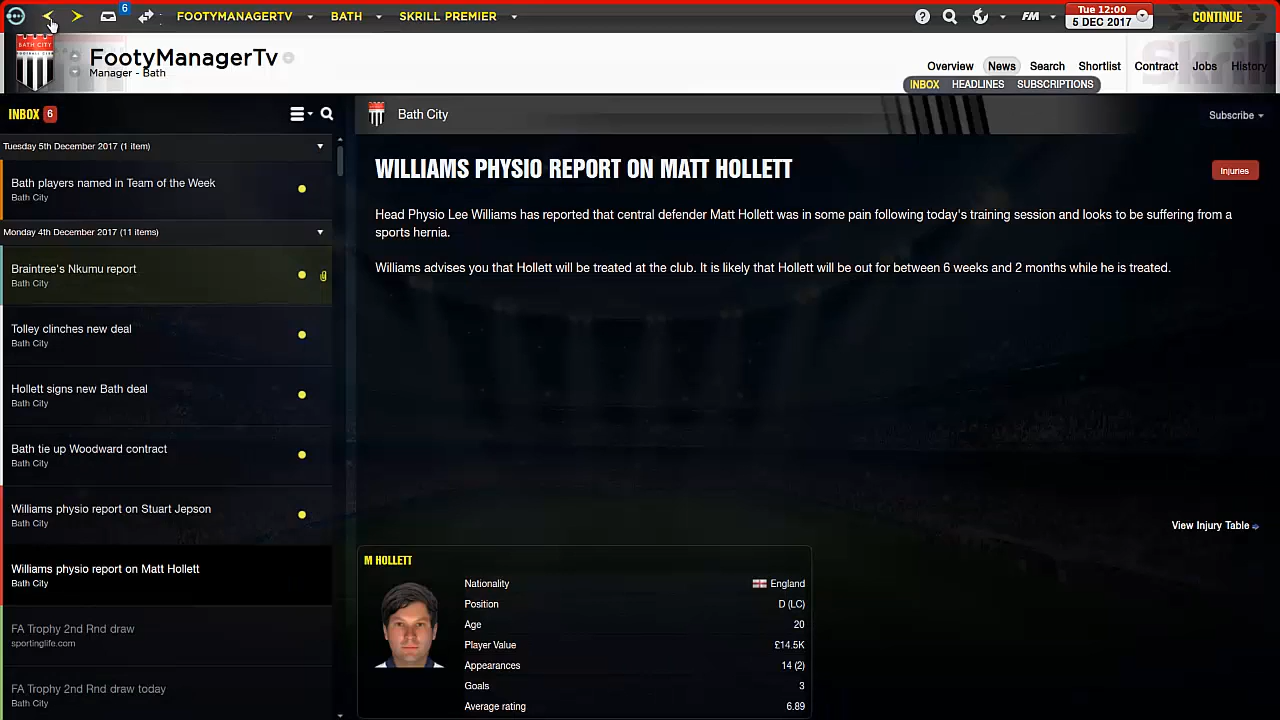 6
FOOTYMANAGERTV
BATH
SKRILL PREMIER
FM
Tue 12:00
5 DEC 2017
CONTINUE
BATH CITY
FootyManagerTv
Manager - Bath
Overview
News
Search
Shortlist
Contract
Jobs
History
Skrill
INBOX
HEADLINES
SUBSCRIPTIONS
INBOX 6
Bath City
Subscribe
Tuesday 5th December 2017 (1 item)
Bath players named in Team of the Week
Bath City
Monday 4th December 2017 (11 items)
Braintree's Nkumu report
Bath City
Tolley clinches new deal
Bath City
Hollett signs new Bath deal
Bath City
Bath tie up Woodward contract
Bath City
Williams physio report on Stuart Jepson
Bath City
Williams physio report on Matt Hollett
Bath City
FA Trophy 2nd Rnd draw
sportinglife.com
FA Trophy 2nd Rnd draw today
Bath City
WILLIAMS PHYSIO REPORT ON MATT HOLLETT
Injuries
Head Physio Lee Williams has reported that central defender Matt Hollett was in some pain following today's training session and looks to be suffering from a
sports hernia.
Williams advises you that Hollett will be treated at the club. It is likely that Hollett will be out for between 6 weeks and 2 months while he is treated.
View Injury Table
M HOLLETT
Nationality England
Position D (LC)
Age 20
Player Value £14.5K
Appearances 14 (2)
Goals 3
Average rating 6.89